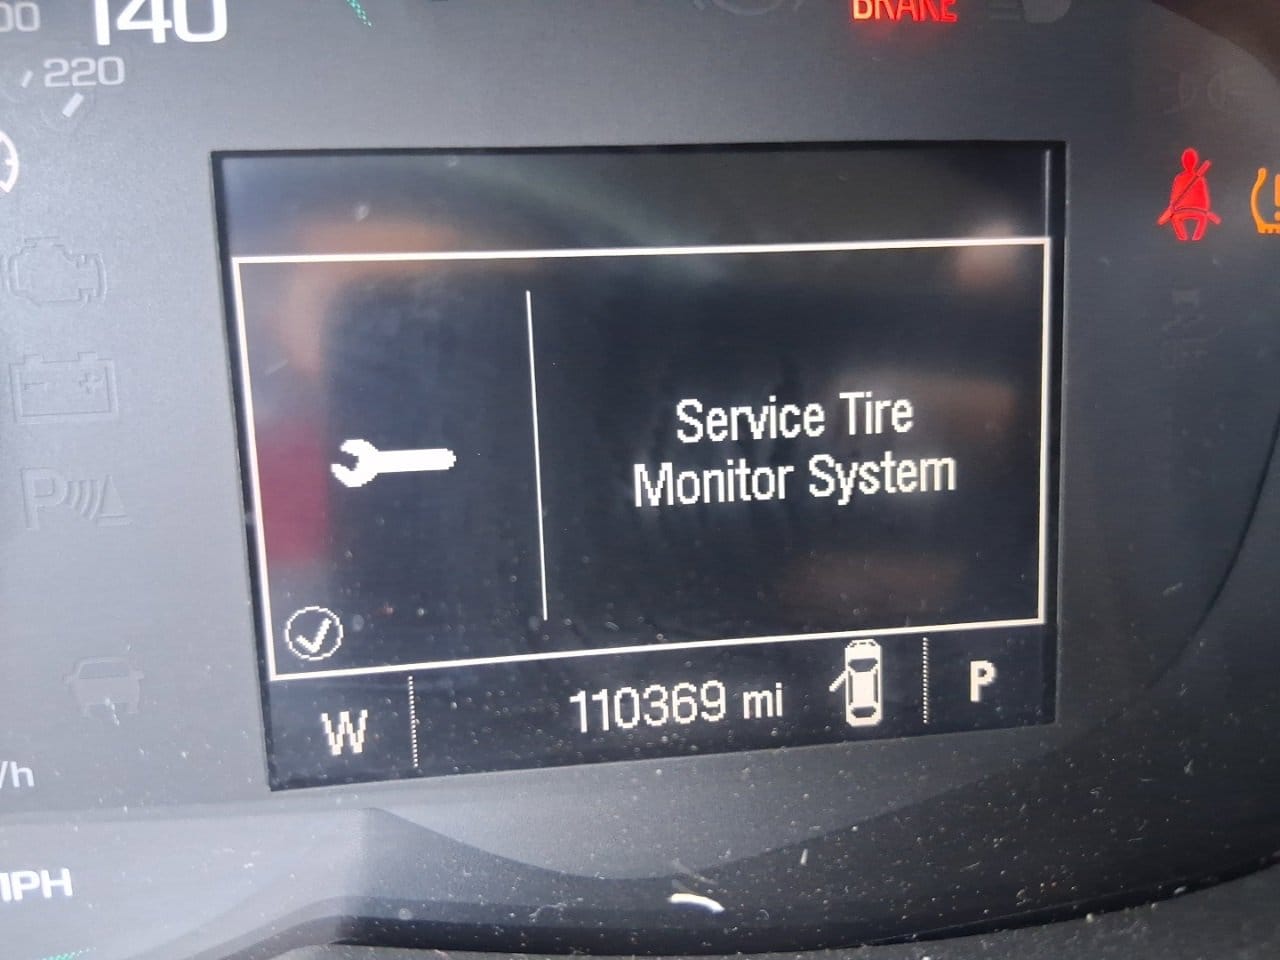 140
BRAKE
220
Service Tire
Monitor System
W
110369 mi
P
MPH